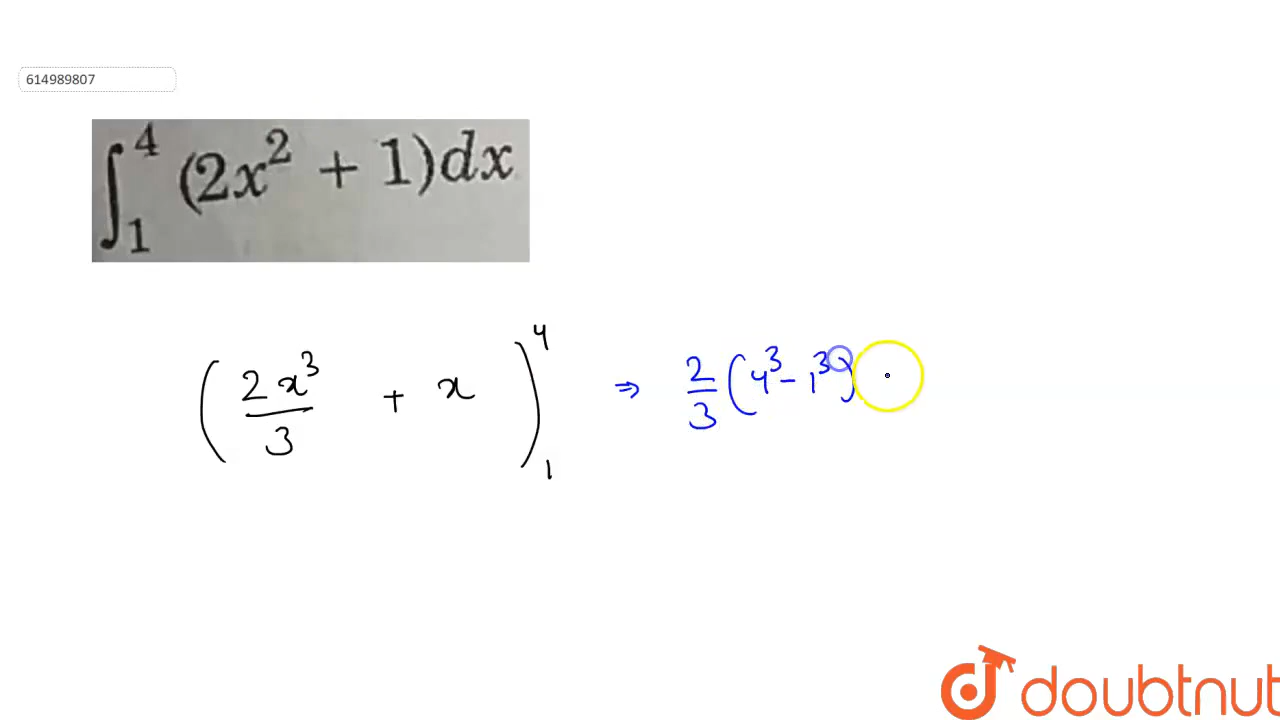 614989807
∫₁⁴ (2x² + 1)dx
(2x³/3 + x)₁⁴ ⇒ 2/3 (4³ - 1³)
doubtnut